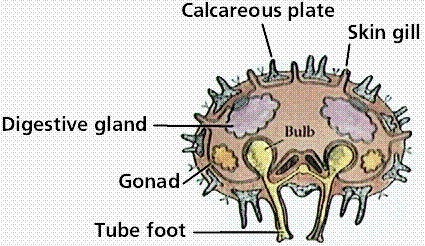 Calcareous plate
Skin gill
Digestive gland
Bulb
Gonad
Tube foot